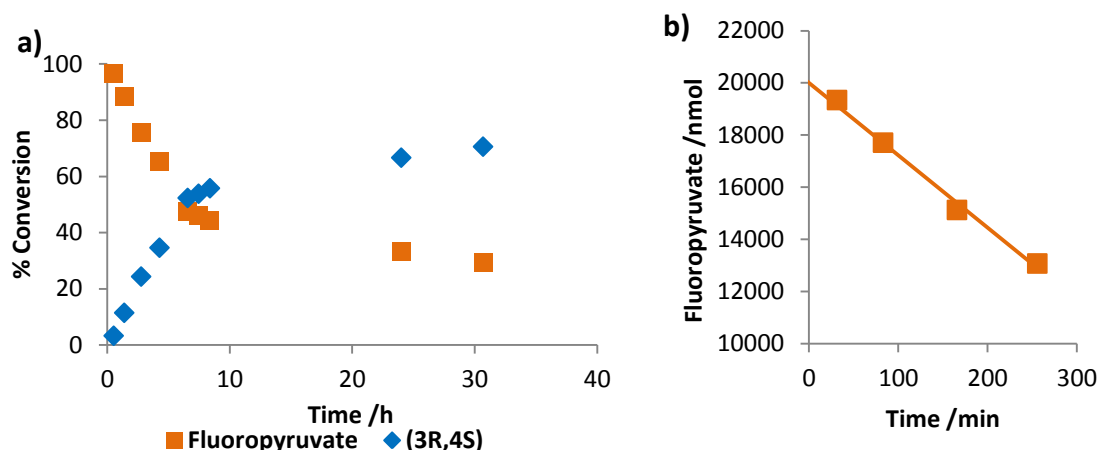 a)
100
80
60
40
20
0
% Conversion
0 10 20 30 40
Time /h
Fluoropyruvate (3R,4S)
b)
22000
20000
18000
16000
14000
12000
10000
Fluoropyruvate /nmol
0 100 200 300
Time /min